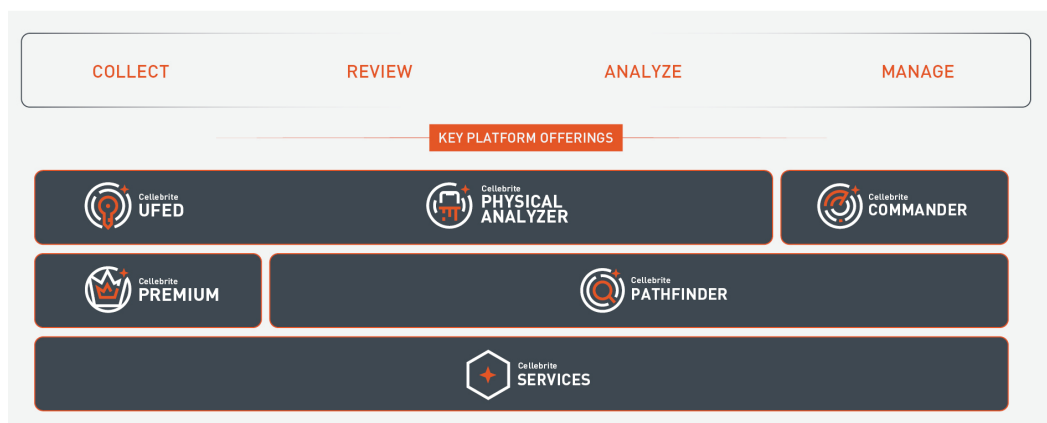 COLLECT
REVIEW
ANALYZE
MANAGE
KEY PLATFORM OFFERINGS
Cellebrite
UFED
Cellebrite
PHYSICAL
ANALYZER
Cellebrite
COMMANDER
Cellebrite
PREMIUM
Cellebrite
PATHFINDER
Cellebrite
SERVICES